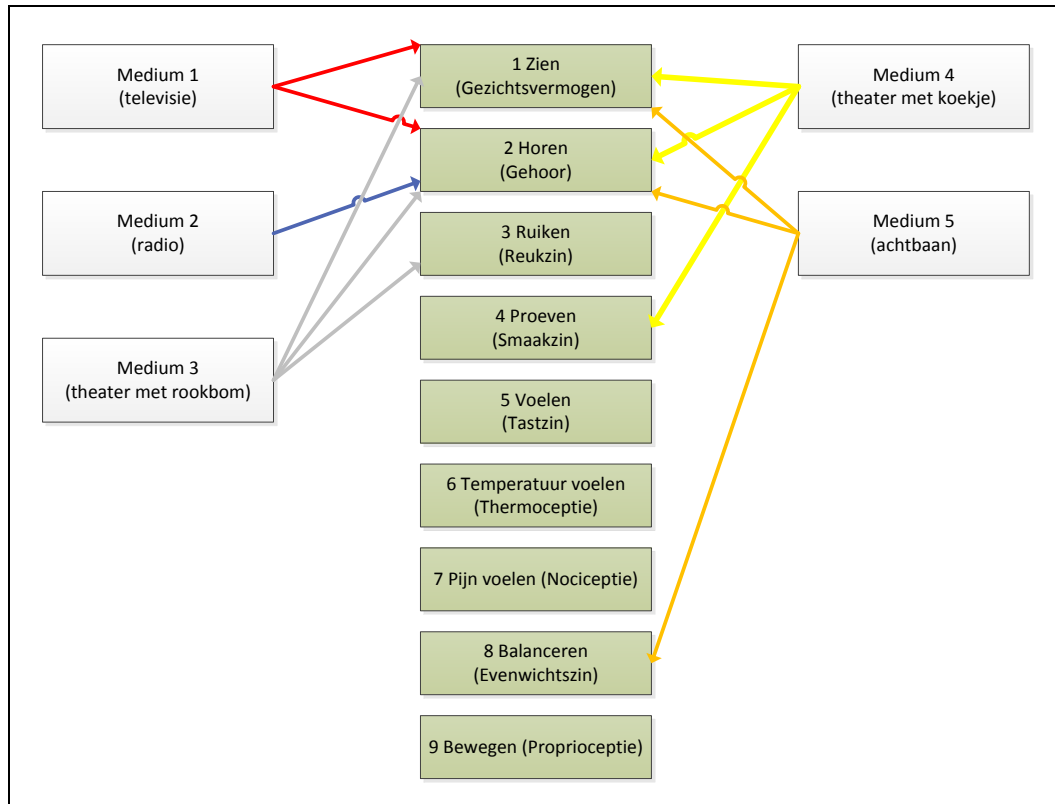 Medium 1
(televisie)
Medium 2
(radio)
Medium 3
(theater met rookbom)
1 Zien
(Gezichtsvermogen)
2 Horen
(Gehoor)
3 Ruiken
(Reukzin)
4 Proeven
(Smaakzin)
5 Voelen
(Tastzin)
6 Temperatuur voelen
(Thermoceptie)
7 Pijn voelen (Nociceptie)
8 Balanceren
(Evenwichtszin)
9 Bewegen (Proprioceptie)
Medium 4
(theater met koekje)
Medium 5
(achtbaan)